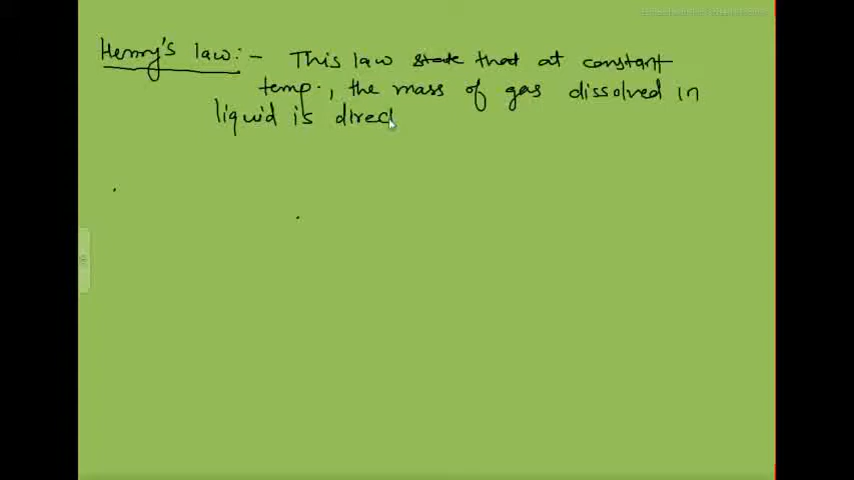 Henry's law:- This law state that at constant
temp., the mass of gas dissolved in
liquid is direc